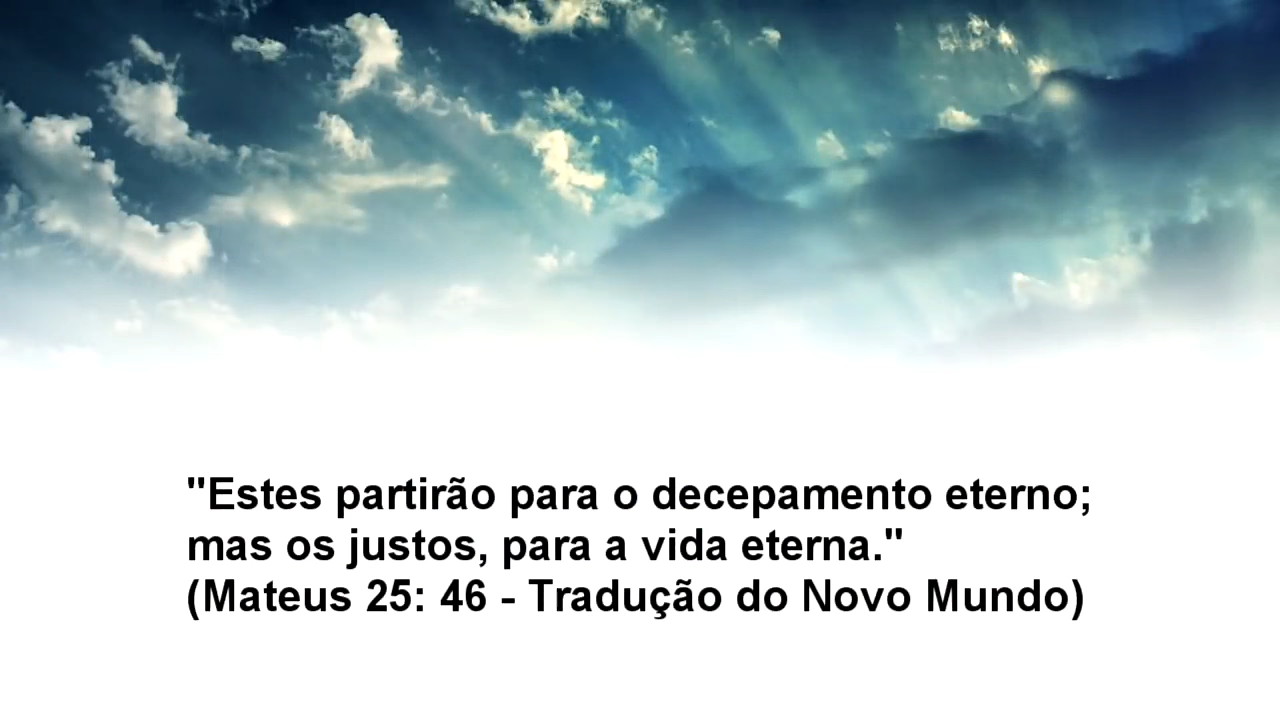 "Estes partirão para o decepamento eterno;
mas os justos, para a vida eterna."
(Mateus 25: 46 - Tradução do Novo Mundo)